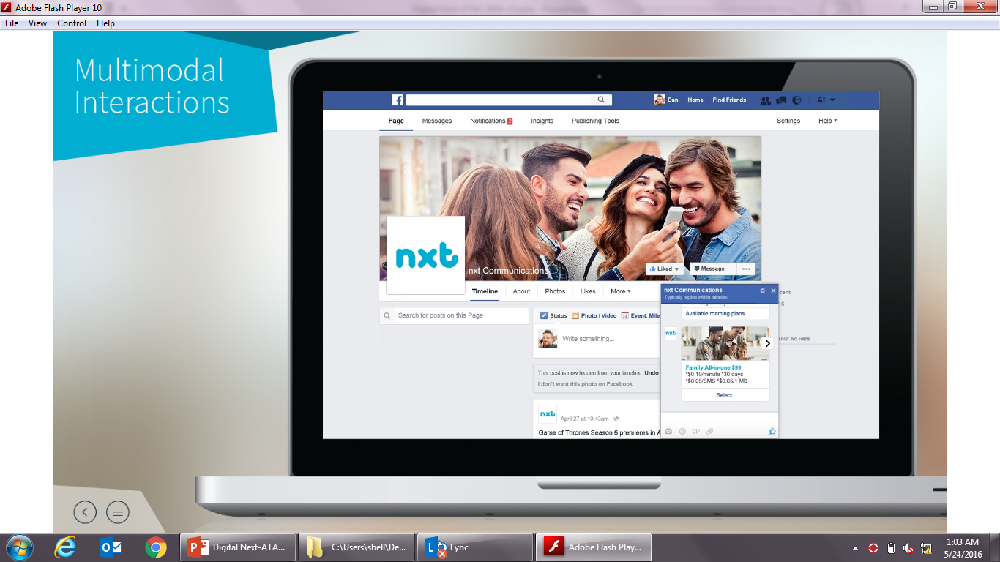 Adobe Flash Player 10
File View Control Help
Multimodal
Interactions
Dan Home Find Friends
Page Messages Notifications 2 Insights Publishing Tools Settings Help
nxt
nxt Communications
Liked Message
Timeline About Photos Likes More
Search for posts on this Page
Status Photo / Video 31 Event, Mile
Write something...
This post is now hidden from your timeline. Undo
I don't want this photo on Facebook
nxt
April 27 at 10:43am
Game of Thrones Season 6 premieres in A
nxt Communications
Typically replies within minutes
Available roaming plans
nxt
Family All-in-one $99
*$0.10/minute *30 days
*$0.05/SMS *$0.05/1 MB
Select
GIF
cent
16
Your Ad Here
Digital Next-ATA... C:\Users\sbell\De... Lync Adobe Flash Play...
1:03 AM
5/24/2016